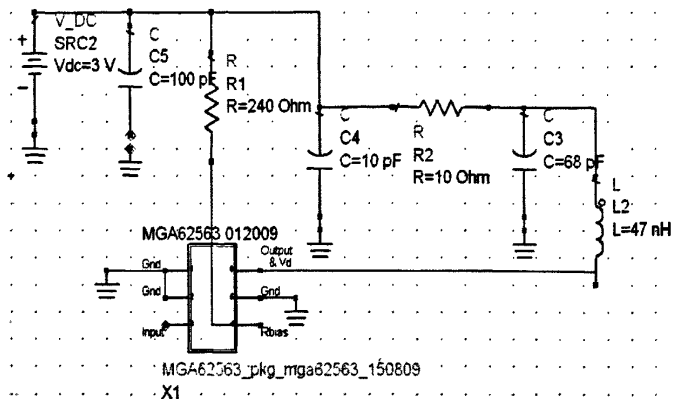 V_DC
SRC2
Vdc=3 V
+
-
C
C5
C=100 pF
R
R1
R=240 Ohm
C
C4
C=10 pF
R
R2
R=10 Ohm
C
C3
C=68 pF
L
L2
L=47 nH
MGA62563 012009
Gnd
Gnd
Input
Output
& Vd
Gnd
Rbias
MGA62563_pkg_mga62563_150809
X1